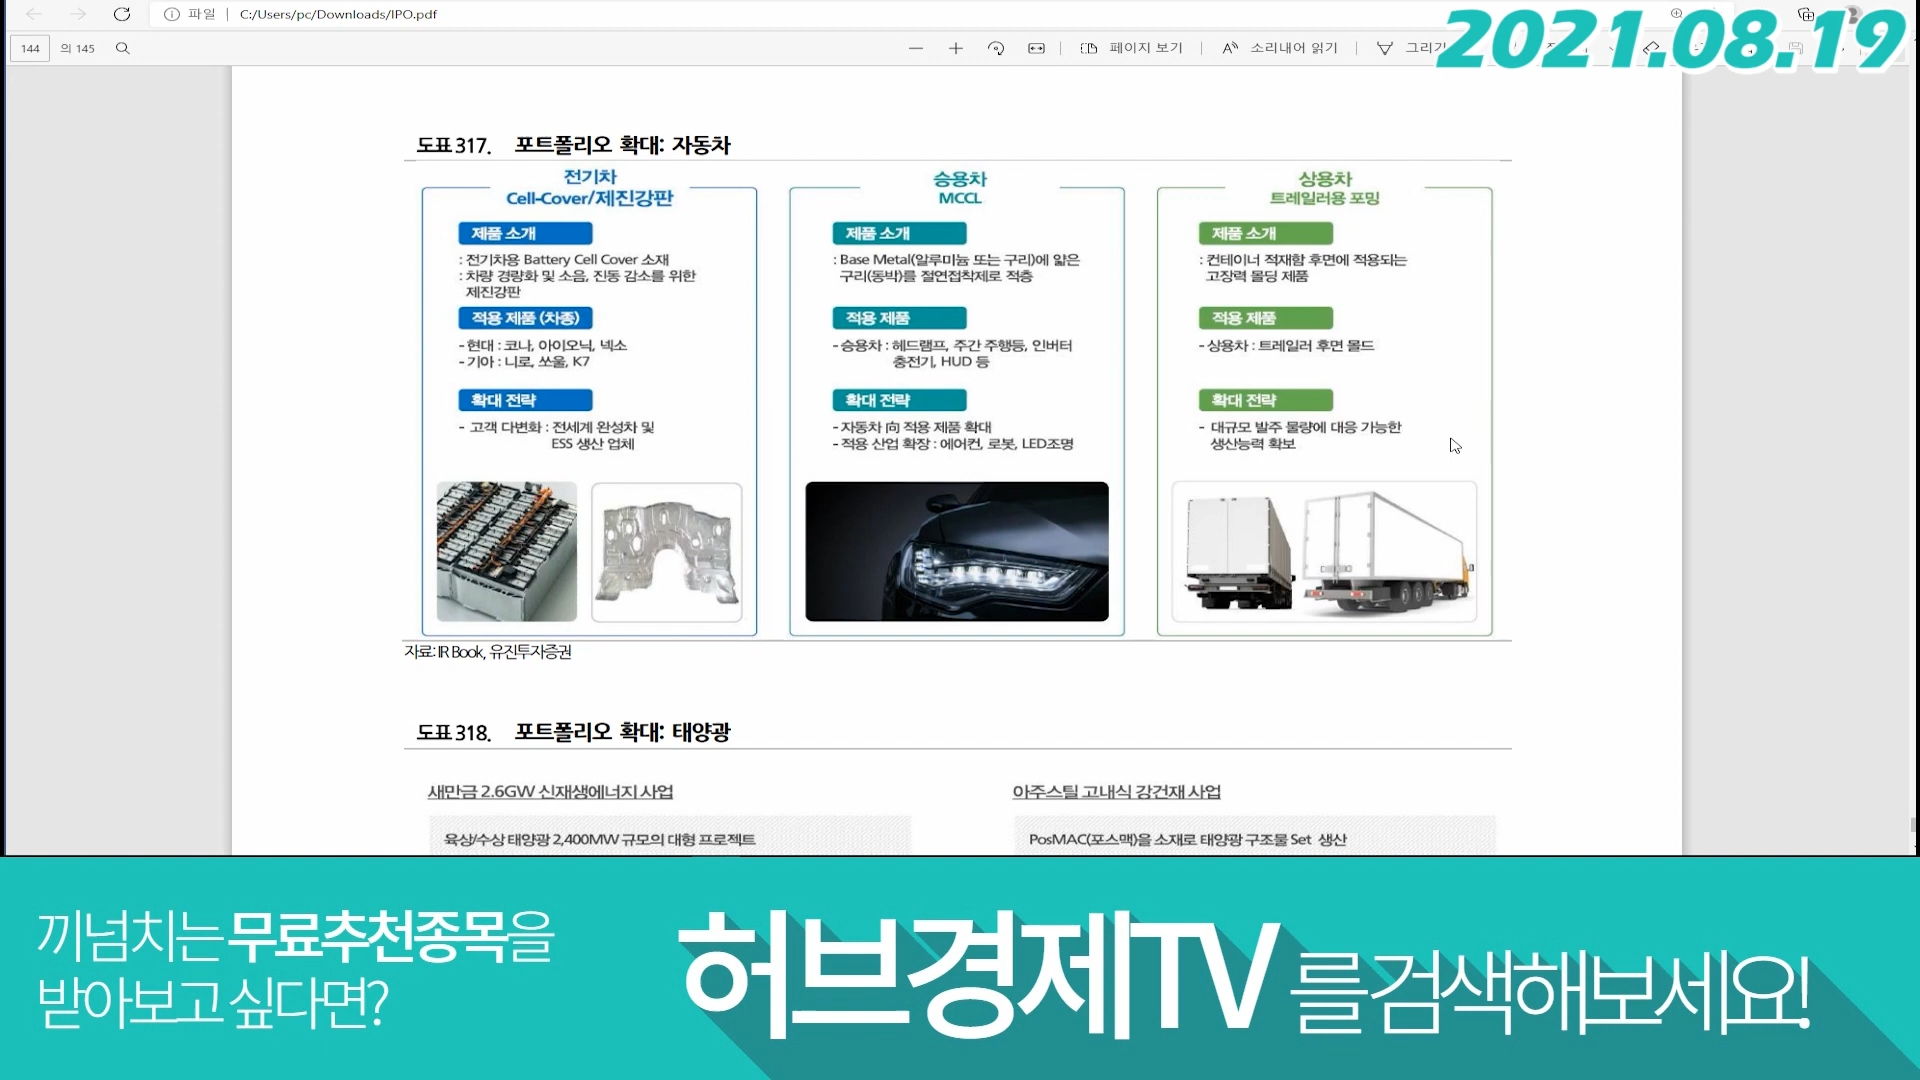 파일 C:/Users/pc/Downloads/IPO.pdf
2021.08.19
144 의 145
페이지 보기
소리내어 읽기
그리기
도표 317. 포트폴리오 확대: 자동차
전기차
Cell-Cover/제진강판
제품 소개
: 전기차용 Battery Cell Cover 소재
: 차량 경량화 및 소음, 진동 감소를 위한
제진강판
적용 제품 (차종)
- 현대 : 코나, 아이오닉, 넥소
- 기아 : 니로, 쏘울, K7
확대 전략
- 고객 다변화 : 전세계 완성차 및
ESS 생산 업체
승용차
MCCL
제품 소개
: Base Metal(알루미늄 또는 구리)에 얇은
구리(동박)를 절연접착제로 적층
적용 제품
- 승용차 : 헤드램프, 주간 주행등, 인버터
충전기, HUD 등
확대 전략
- 자동차 向 적용 제품 확대
- 적용 산업 확장 : 에어컨, 로봇, LED조명
상용차
트레일러용 포밍
제품 소개
: 컨테이너 적재함 후면에 적용되는
고장력 몰딩 제품
적용 제품
- 상용차 : 트레일러 후면 몰드
확대 전략
- 대규모 발주 물량에 대응 가능한
생산능력 확보
자료: IR Book, 유진투자증권
도표 318. 포트폴리오 확대: 태양광
새만금 2.6GW 신재생에너지 사업
육상/수상 태양광 2,400MW 규모의 대형 프로젝트
아주스틸 고내식 강건재 사업
PosMAC(포스맥)을 소재로 태양광 구조물 Set 생산
끼넘치는 무료추천종목을
받아보고 싶다면?
허브경제TV 를 검색해보세요!